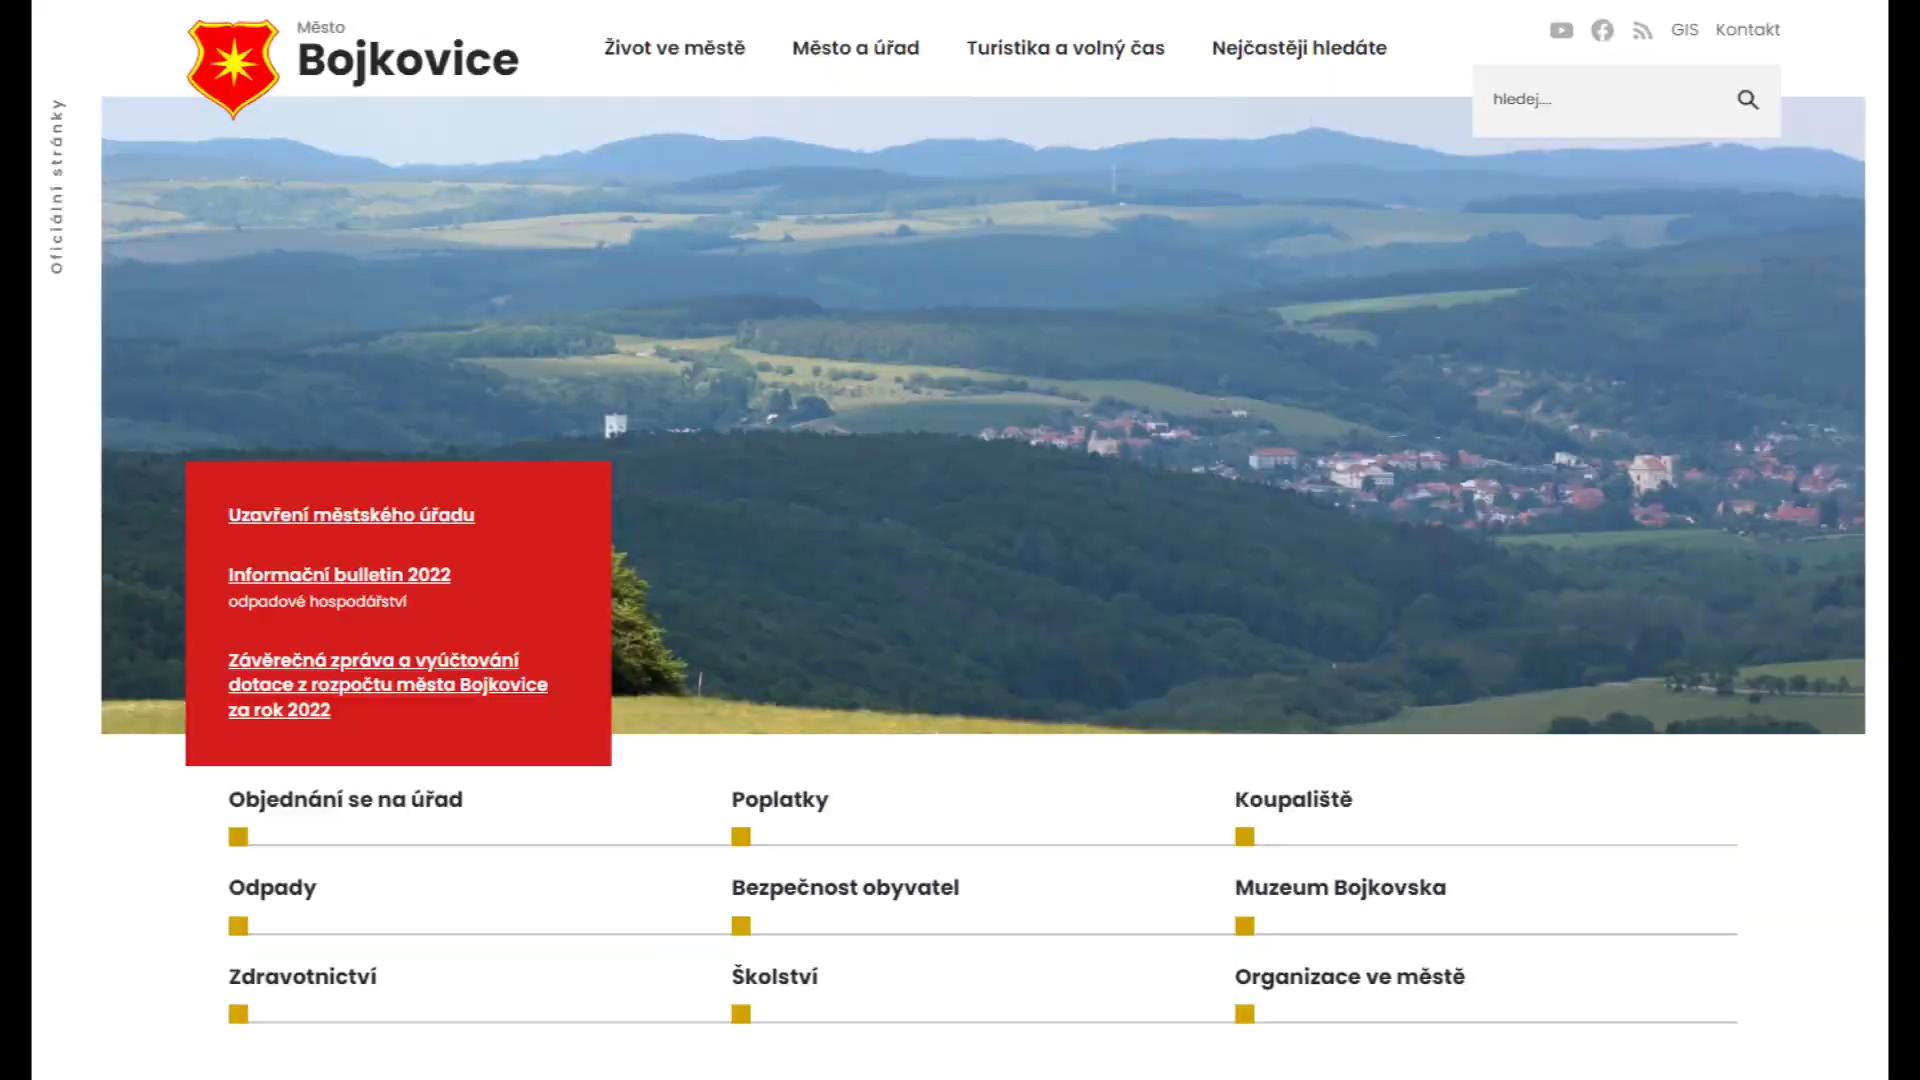 Město
Bojkovice
Život ve městě
Město a úřad
Turistika a volný čas
Nejčastěji hledáte
GIS
Kontakt
hledej...
Oficiální stránky
Uzavření městského úřadu
Informační bulletin 2022
odpadové hospodářství
Závěrečná zpráva a vyúčtování
dotace z rozpočtu města Bojkovice
za rok 2022
Objednání se na úřad
Poplatky
Koupaliště
Odpady
Bezpečnost obyvatel
Muzeum Bojkovska
Zdravotnictví
Školství
Organizace ve městě